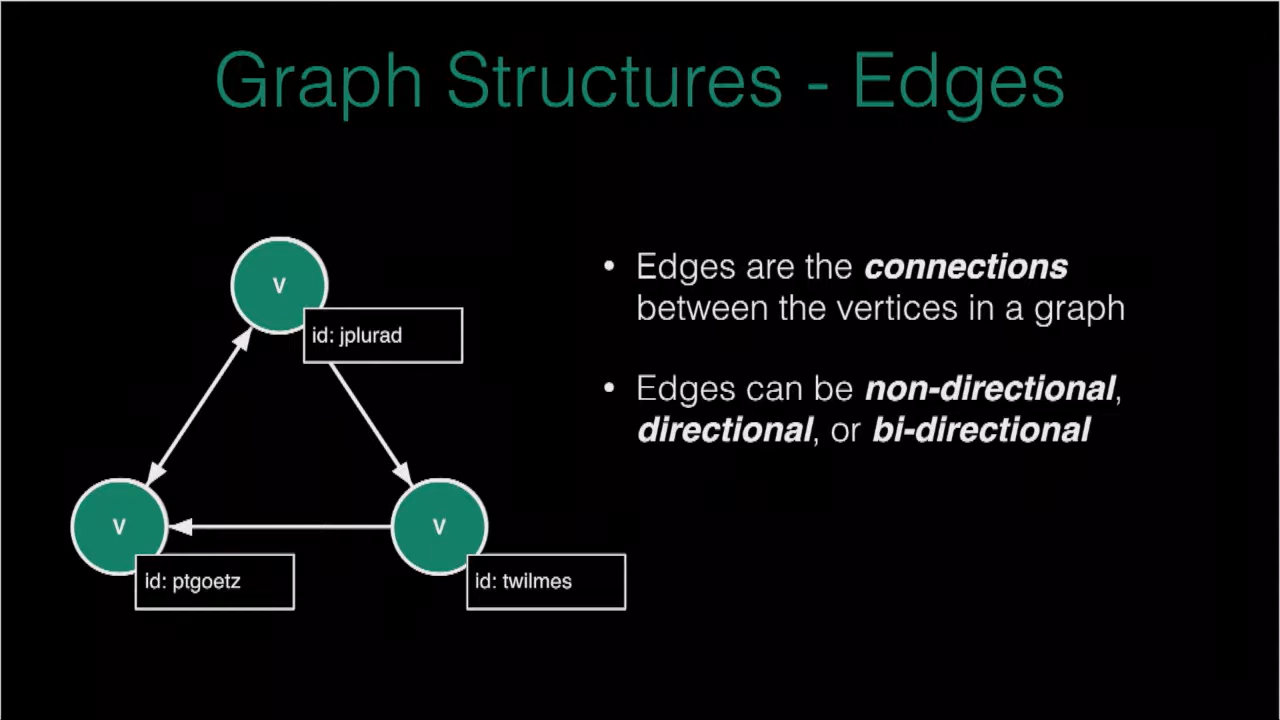 Graph Structures - Edges
V
id: jplurad
V
id: ptgoetz
V
id: twilmes
• Edges are the connections
between the vertices in a graph
• Edges can be non-directional,
directional, or bi-directional